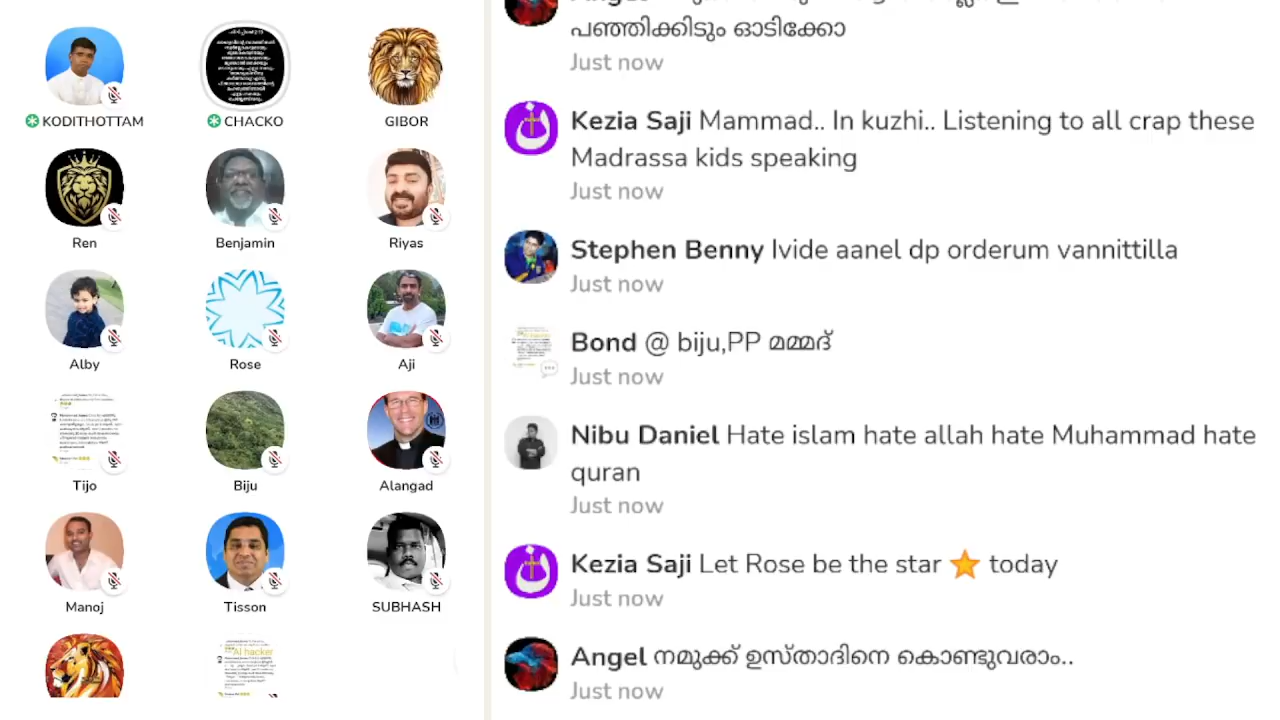 KODITHOTTAM
CHACKO
GIBOR
Ren
Benjamin
Riyas
Alby
Rose
Aji
Tijo
Biju
Alangad
Manoj
Tisson
SUBHASH
AI hacker
പഞ്ഞിക്കിടും ഓടിക്കോ
Just now
Kezia Saji Mammad.. In kuzhi.. Listening to all crap these
Madrassa kids speaking
Just now
Stephen Benny Ivide aanel dp orderum vannittilla
Just now
Bond @ biju,PP മമ്മദ്
Just now
Nibu Daniel Hate islam hate allah hate Muhammad hate
quran
Just now
Kezia Saji Let Rose be the star ⭐ today
Just now
Angel നമുക്ക് ഉസ്താദിനെ കൊണ്ടുവരാം..
Just now